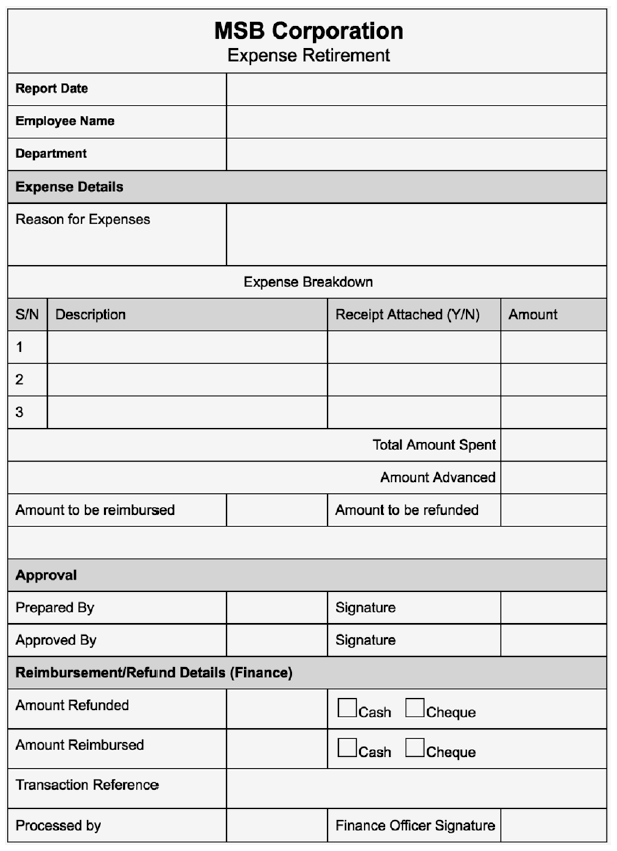 MSB Corporation
Expense Retirement
Report Date
Employee Name
Department
Expense Details
Reason for Expenses
Expense Breakdown
S/N Description Receipt Attached (Y/N) Amount
1
2
3
Total Amount Spent
Amount Advanced
Amount to be reimbursed Amount to be refunded
Approval
Prepared By Signature
Approved By Signature
Reimbursement/Refund Details (Finance)
Amount Refunded Cash Cheque
Amount Reimbursed Cash Cheque
Transaction Reference
Processed by Finance Officer Signature